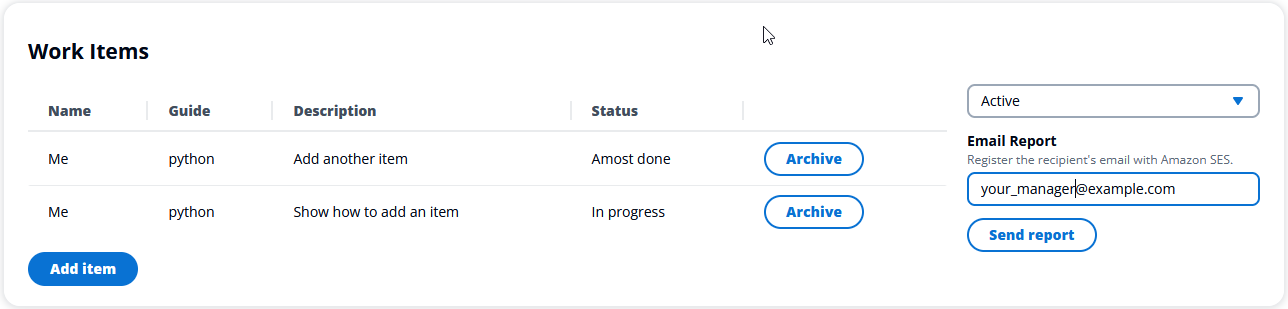 Work Items
Name Guide Description Status
Me python Add another item Amost done Archive
Me python Show how to add an item In progress Archive
Add item
Active
Email Report
Register the recipient's email with Amazon SES.
your_manager@example.com
Send report